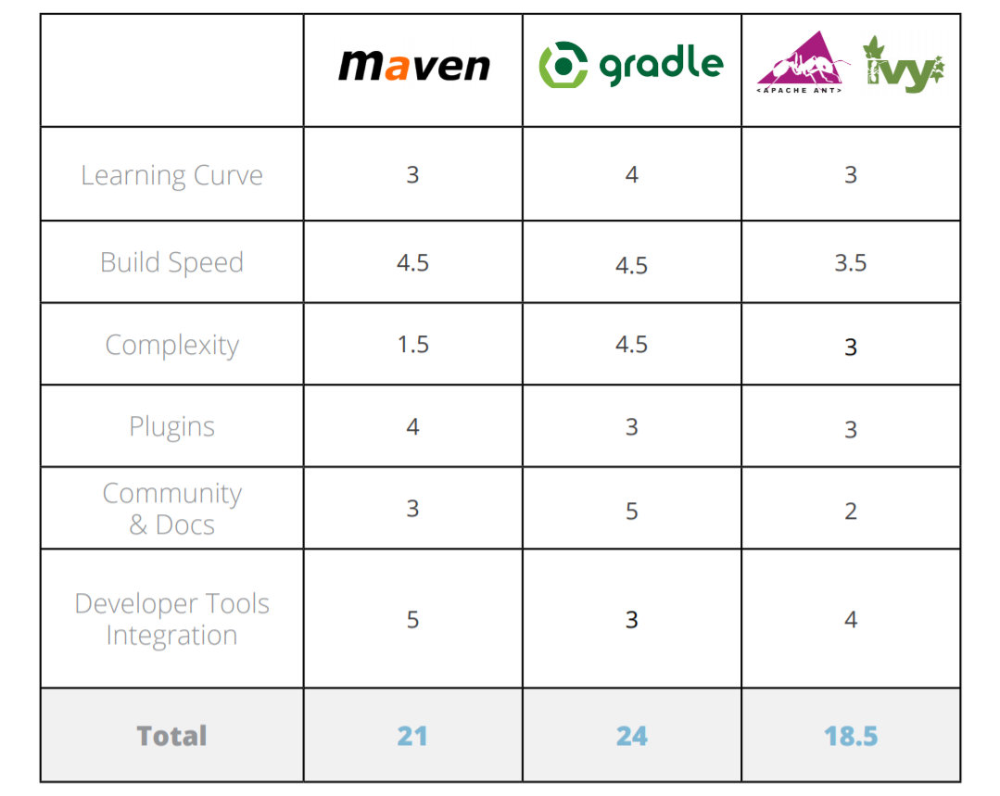 maven gradle <APACHE ANT> ivy
Learning Curve 3 4 3
Build Speed 4.5 4.5 3.5
Complexity 1.5 4.5 3
Plugins 4 3 3
Community
& Docs 3 5 2
Developer Tools
Integration 5 3 4
Total 21 24 18.5